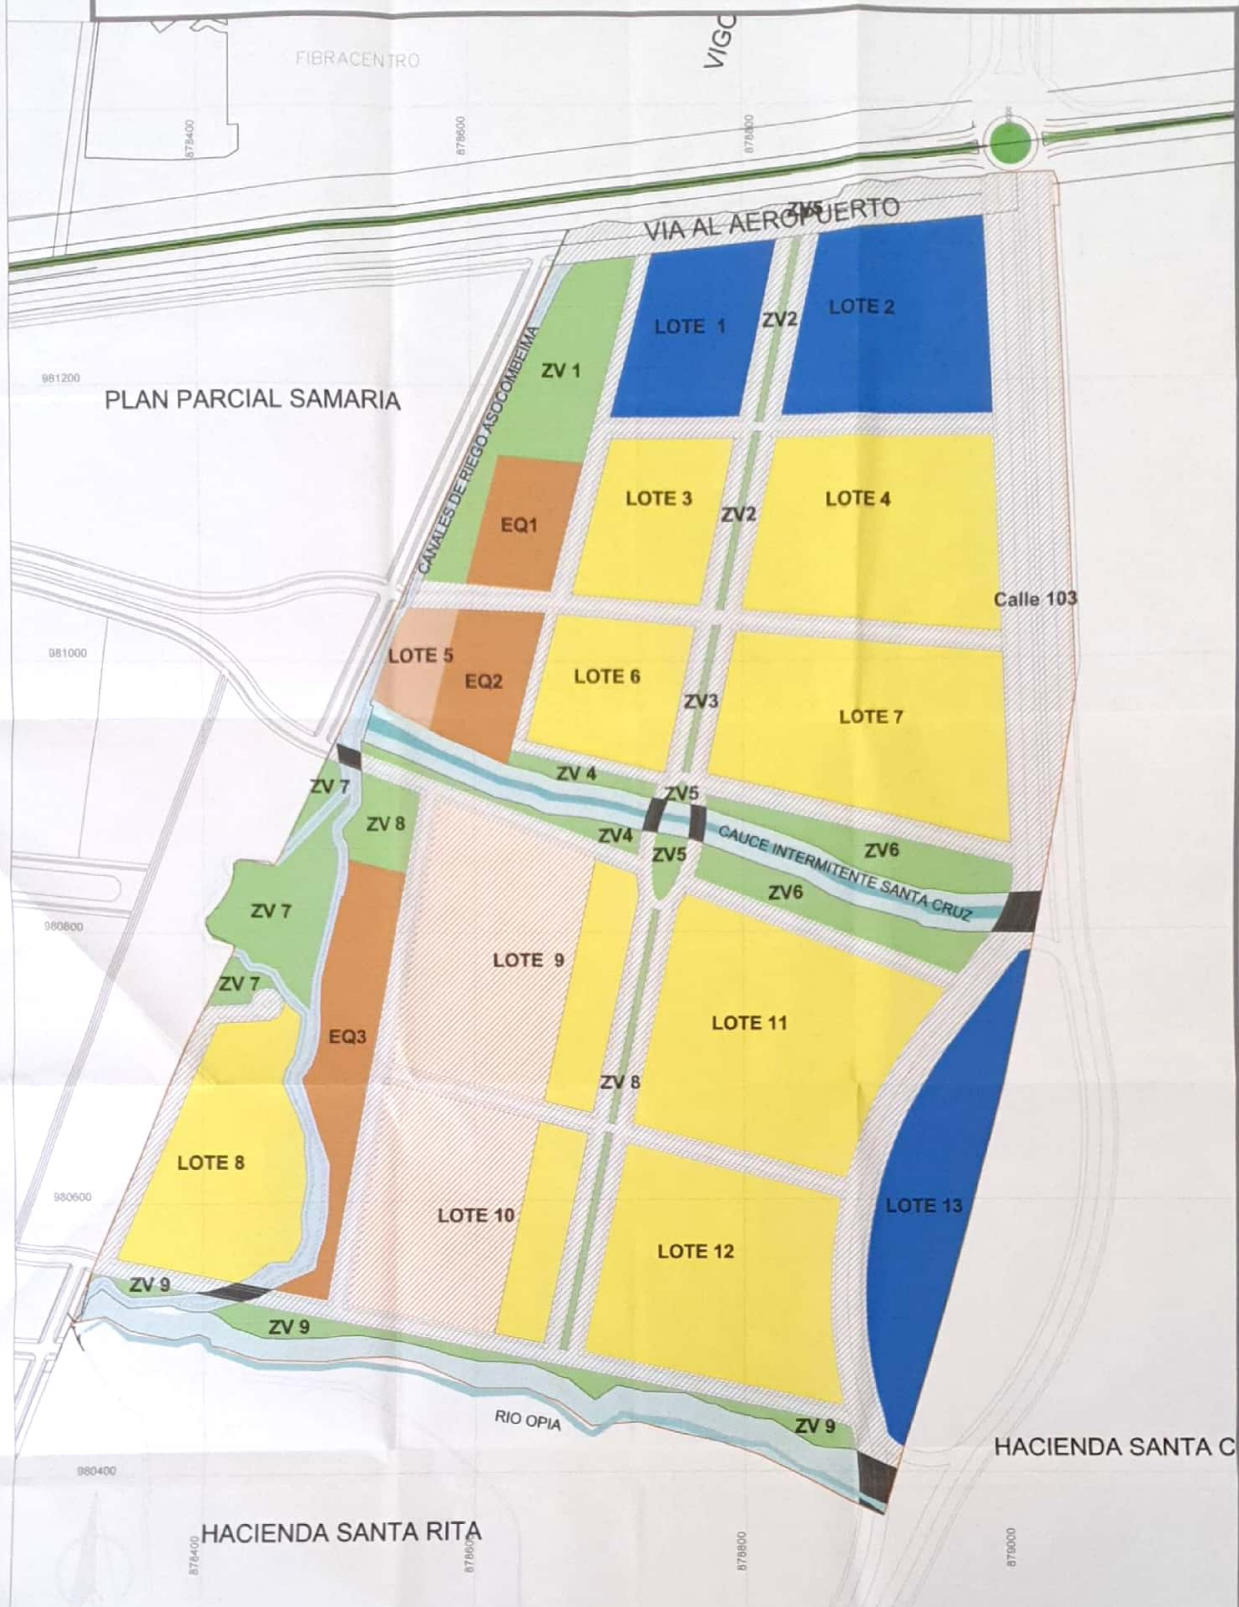 FIBRACENTRO
878400
878600
878800
VIA AL AEROPUERTO
LOTE 1
ZV2
LOTE 2
CANALES DE RIEGO ASOCOMBEIMA
ZV 1
981200
PLAN PARCIAL SAMARIA
LOTE 3
ZV2
LOTE 4
EQ1
Calle 103
981000
LOTE 5
EQ2
LOTE 6
ZV3
LOTE 7
ZV 7
ZV 4
ZV5
ZV 8
ZV4
ZV5
CAUCE INTERMITENTE SANTA CRUZ
ZV6
ZV6
ZV 7
980800
LOTE 9
ZV 7
EQ3
LOTE 11
ZV 8
LOTE 8
980600
LOTE 10
LOTE 12
LOTE 13
ZV 9
ZV 9
RIO OPIA
ZV 9
HACIENDA SANTA C
980400
HACIENDA SANTA RITA
878400
878600
878800
879000